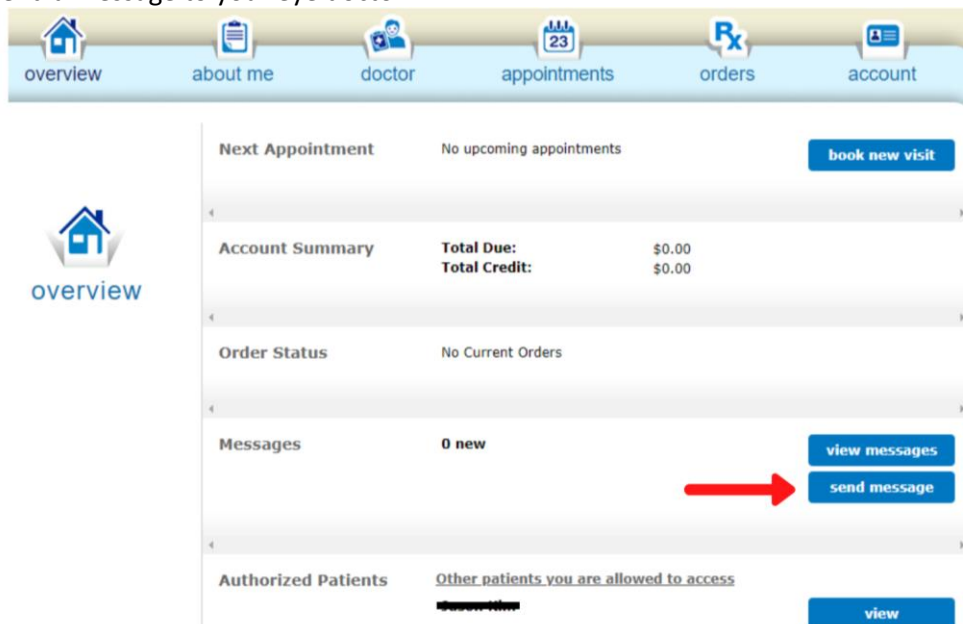 overview about me doctor appointments orders account
23
Next Appointment No upcoming appointments book new visit
Account Summary Total Due: $0.00
Total Credit: $0.00
overview
Order Status No Current Orders
Messages 0 new view messages
send message
Authorized Patients Other patients you are allowed to access
view